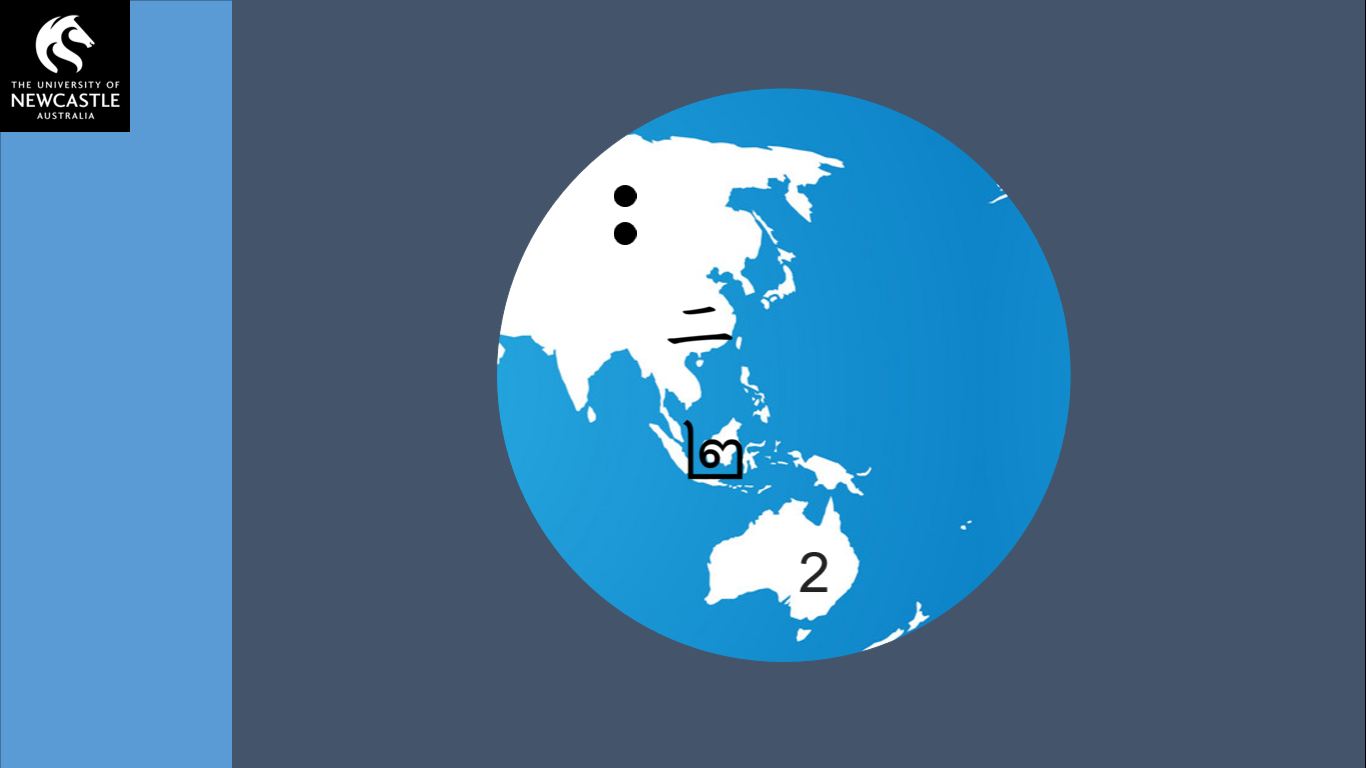 THE UNIVERSITY OF
NEWCASTLE
AUSTRALIA
二
꧒
2